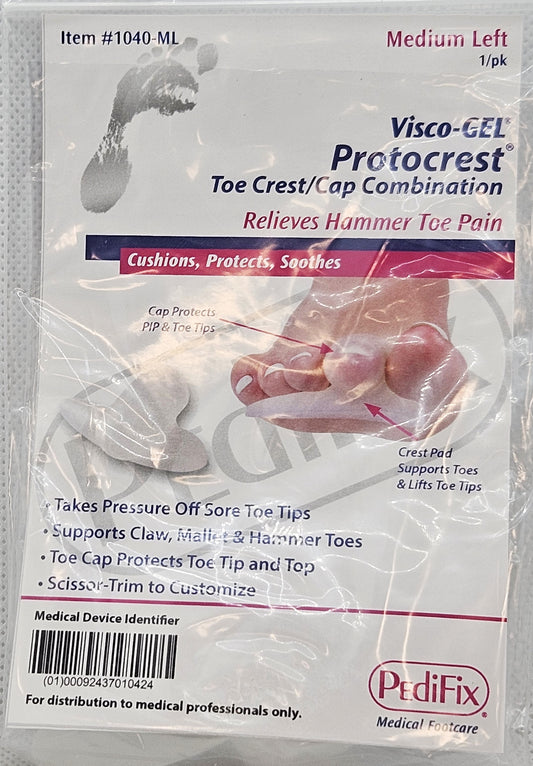 Item #1040-ML
Medium Left
1/pk
Visco-GEL®
Protocrest®
Toe Crest/Cap Combination
Relieves Hammer Toe Pain
Cushions, Protects, Soothes
Cap Protects
PIP & Toe Tips
Crest Pad
Supports Toes
& Lifts Toe Tips
• Takes Pressure Off Sore Toe Tips
• Supports Claw, Mallet & Hammer Toes
• Toe Cap Protects Toe Tip and Top
• Scissor-Trim to Customize
Medical Device Identifier
(01)00092437010424
For distribution to medical professionals only.
PediFix®
Medical Footcare
PediFix